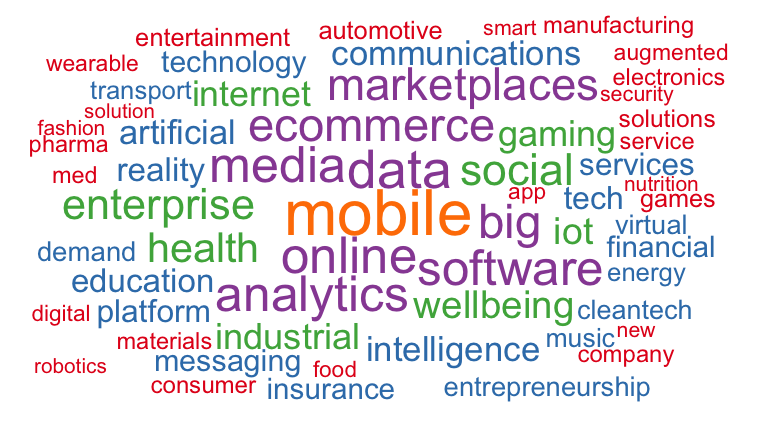 smart manufacturing
entertainment automotive
wearable technology communications augmented
transport internet marketplaces electronics
security
solution
fashion artificial ecommerce gaming solutions
pharma service
med reality media data social services
nutrition
enterprise mobile app tech games
big iot virtual
demand health online financial
education software energy
digital platform analytics wellbeing cleantech
materials industrial intelligence music new
robotics messaging food company
consumer insurance entrepreneurship